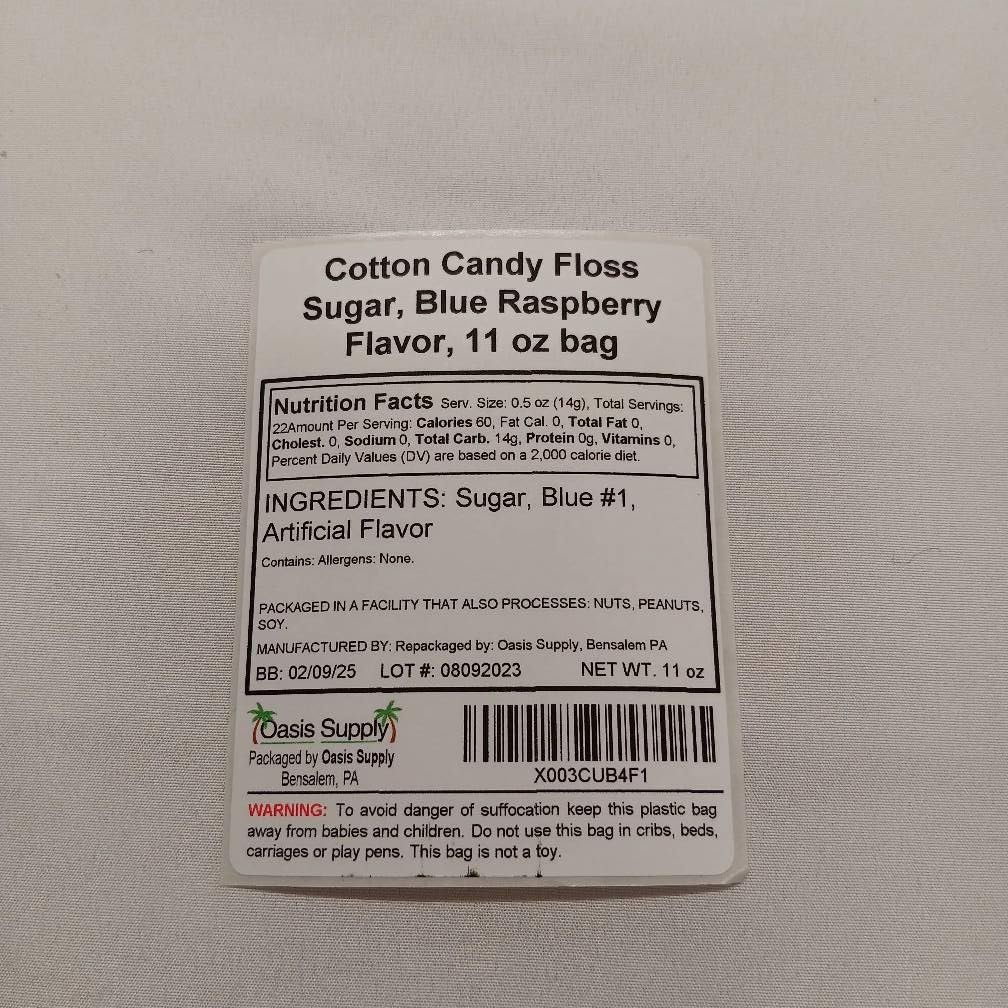 Cotton Candy Floss
Sugar, Blue Raspberry
Flavor, 11 oz bag
Nutrition Facts Serv. Size: 0.5 oz (14g), Total Servings:
22Amount Per Serving: Calories 60, Fat Cal. 0, Total Fat 0,
Cholest. 0, Sodium 0, Total Carb. 14g, Protein 0g, Vitamins 0,
Percent Daily Values (DV) are based on a 2,000 calorie diet.
INGREDIENTS: Sugar, Blue #1,
Artificial Flavor
Contains: Allergens: None.
PACKAGED IN A FACILITY THAT ALSO PROCESSES: NUTS, PEANUTS,
SOY.
MANUFACTURED BY: Repackaged by: Oasis Supply, Bensalem PA
BB: 02/09/25 LOT #: 08092023 NET WT. 11 oz
Oasis Supply
Packaged by Oasis Supply
Bensalem, PA
X003CUB4F1
WARNING: To avoid danger of suffocation keep this plastic bag
away from babies and children. Do not use this bag in cribs, beds,
carriages or play pens. This bag is not a toy.